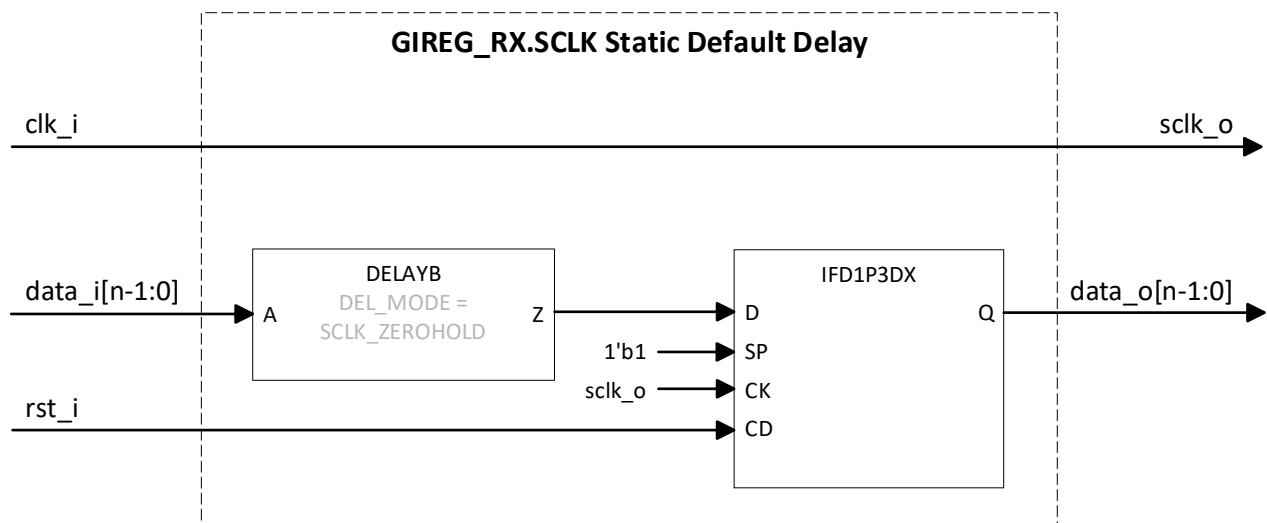 GIREG_RX.SCLK Static Default Delay
clk_i
sclk_o
DELAYB
DEL_MODE =
SCLK_ZEROHOLD
A
Z
data_i[n-1:0]
IFD1P3DX
D
Q
data_o[n-1:0]
1'b1
SP
sclk_o
CK
rst_i
CD